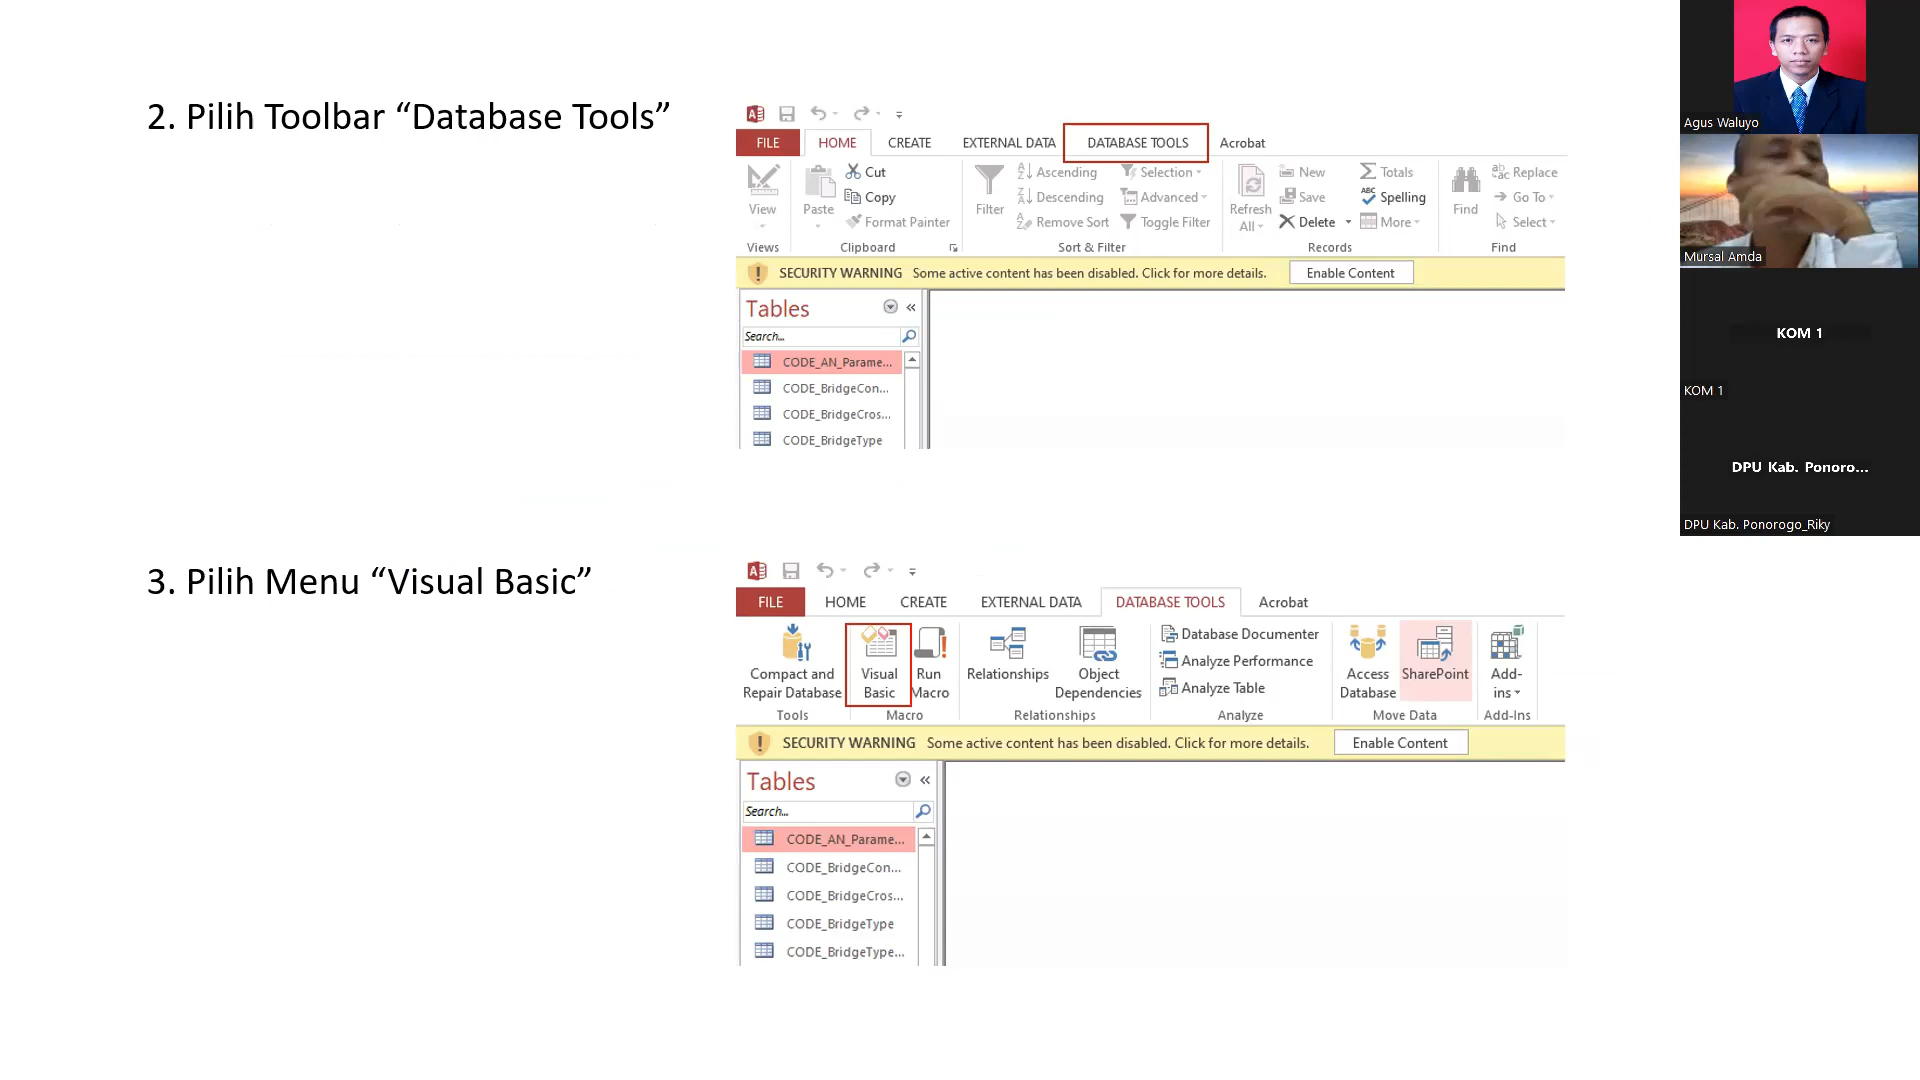 2. Pilih Toolbar “Database Tools”
FILE HOME CREATE EXTERNAL DATA DATABASE TOOLS Acrobat
View
Views
Paste
Cut
Copy
Format Painter
Clipboard
Filter
Ascending
Descending
Remove Sort
Selection
Advanced
Toggle Filter
Sort & Filter
Refresh
All
New
Save
Delete
Totals
Spelling
More
Records
Find
Replace
Go To
Select
Find
SECURITY WARNING Some active content has been disabled. Click for more details. Enable Content
Tables
Search...
CODE_AN_Parame...
CODE_BridgeCon...
CODE_BridgeCros...
CODE_BridgeType
3. Pilih Menu “Visual Basic”
FILE HOME CREATE EXTERNAL DATA DATABASE TOOLS Acrobat
Compact and
Repair Database
Tools
Visual
Basic
Run
Macro
Macro
Relationships
Object
Dependencies
Relationships
Database Documenter
Analyze Performance
Analyze Table
Analyze
Access
Database
SharePoint
Move Data
Add-
ins
Add-Ins
SECURITY WARNING Some active content has been disabled. Click for more details. Enable Content
Tables
Search...
CODE_AN_Parame...
CODE_BridgeCon...
CODE_BridgeCros...
CODE_BridgeType
CODE_BridgeType...
Agus Waluyo
Mursal Amda
KOM 1
KOM 1
DPU Kab. Ponoro...
DPU Kab. Ponorogo_Riky